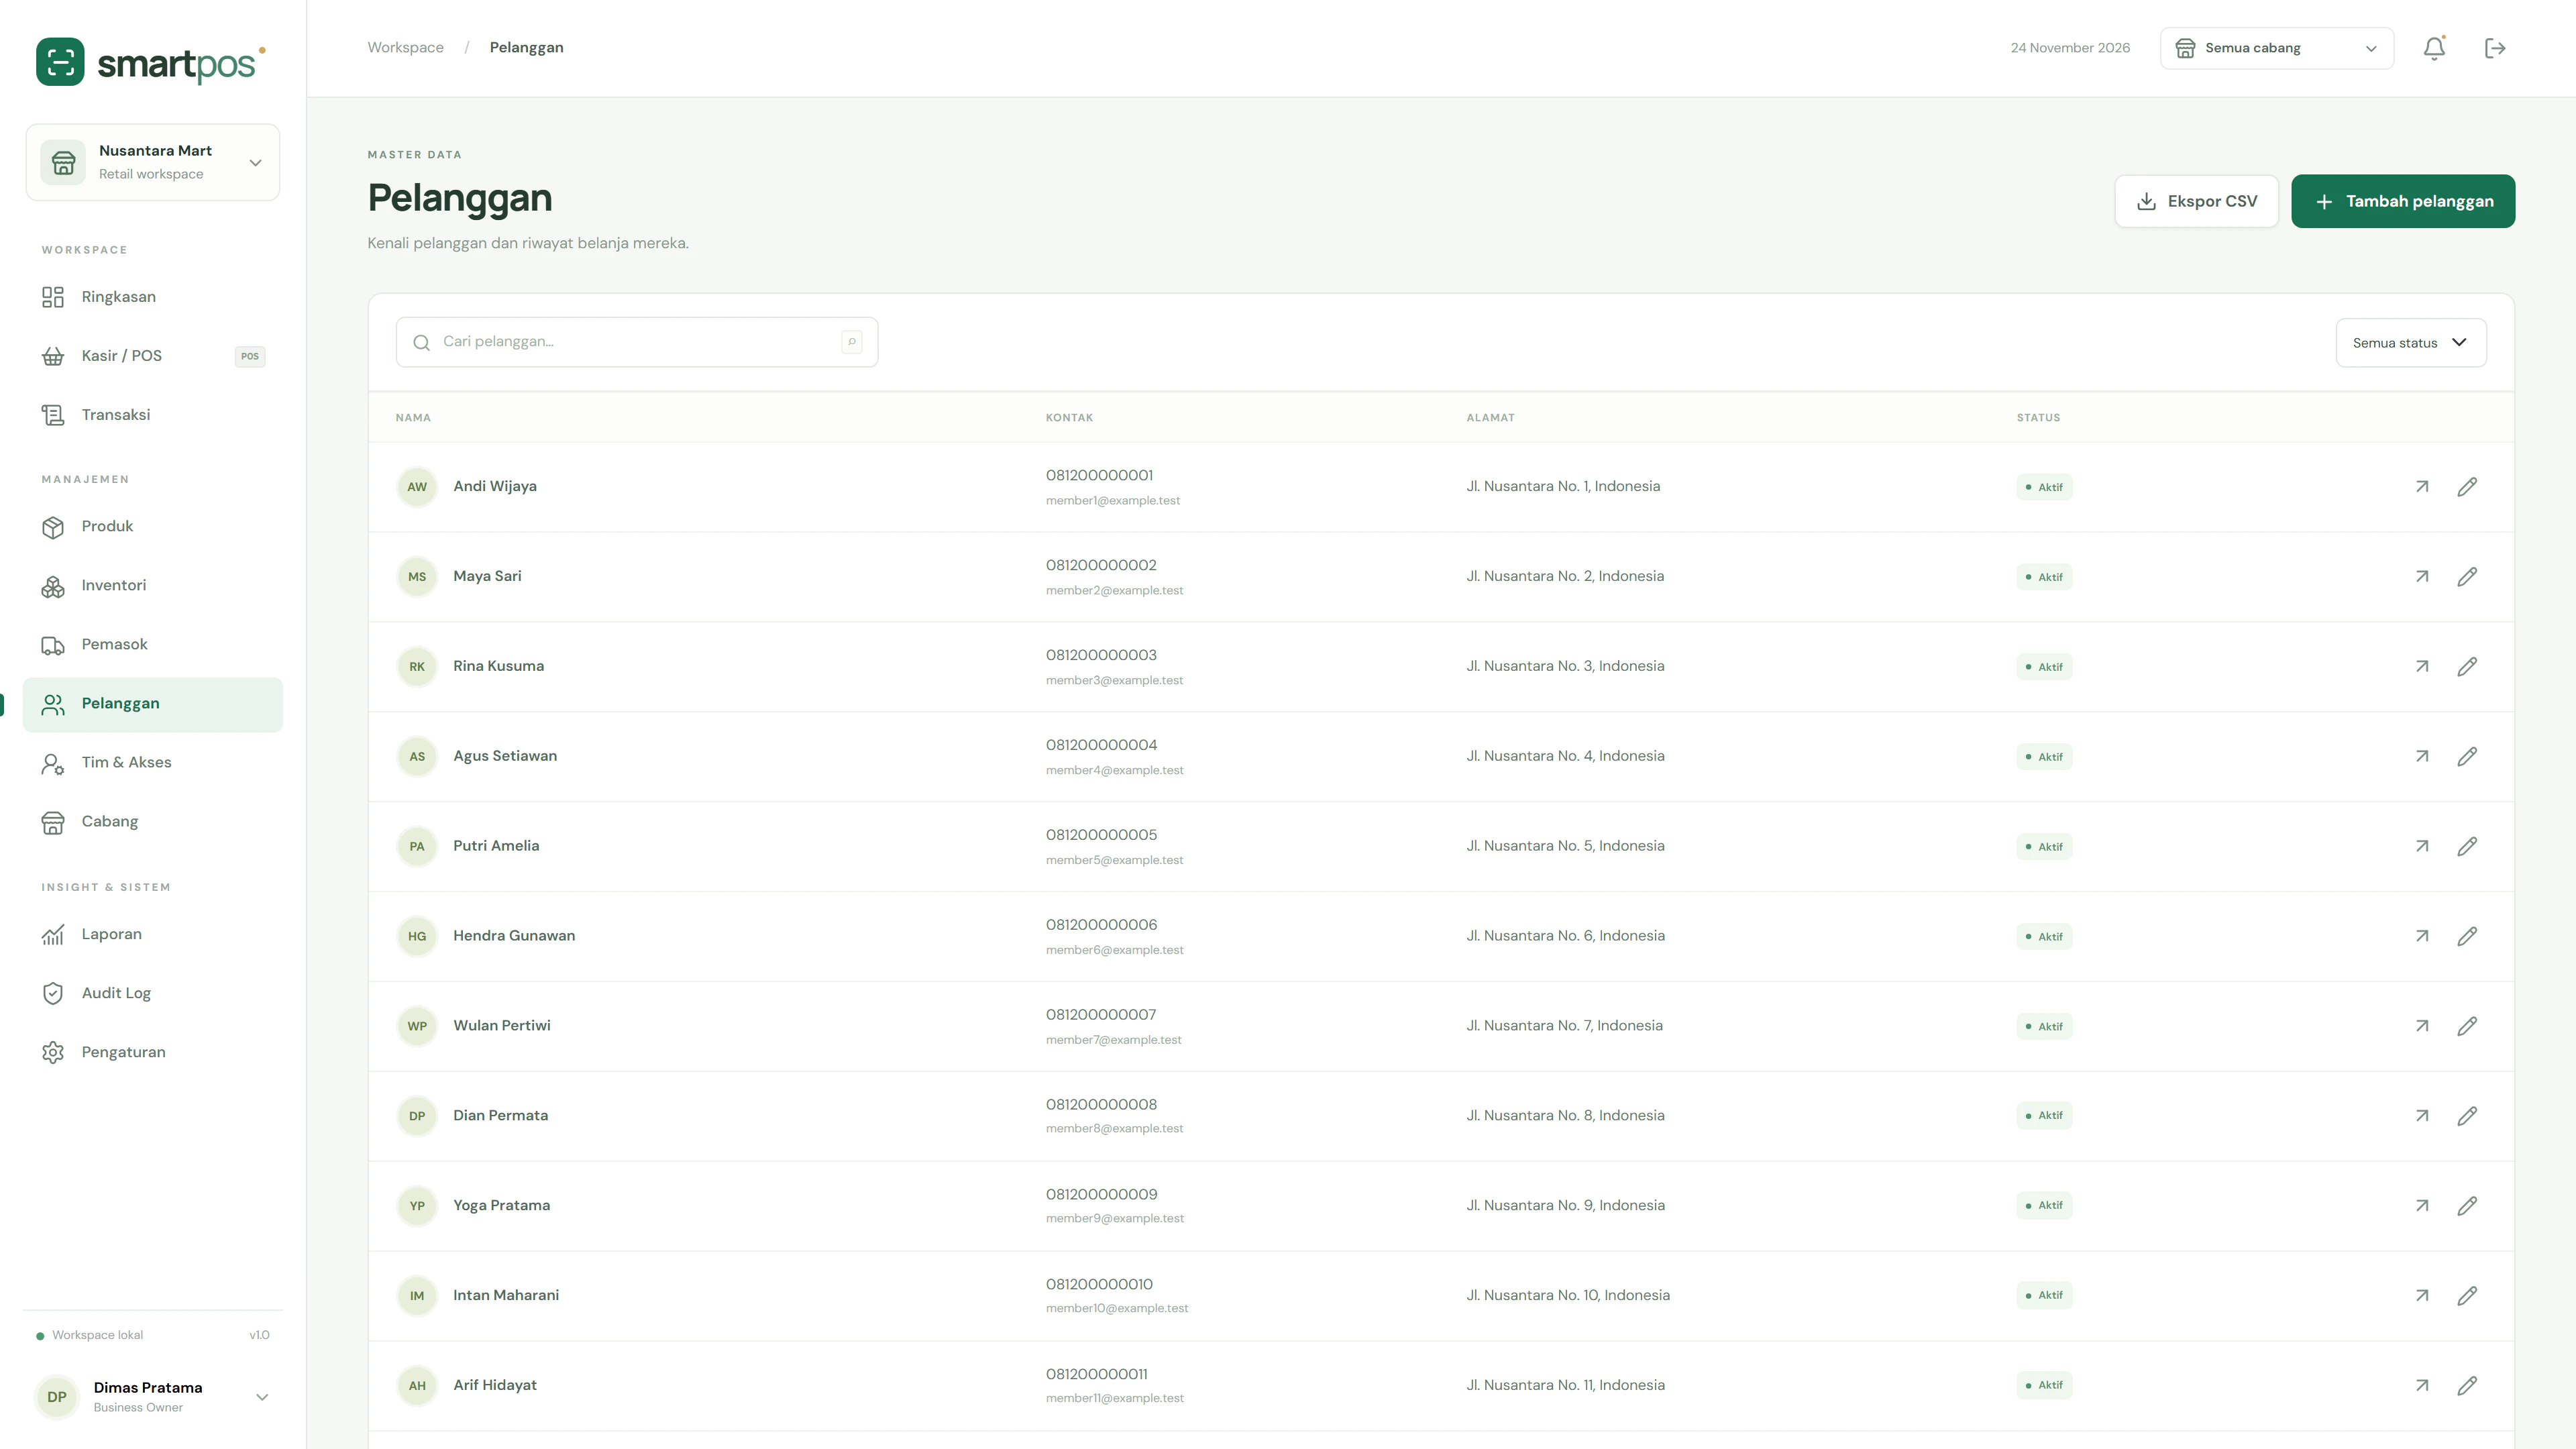 smartpos
Nusantara Mart
Retail workspace
WORKSPACE
Ringkasan
Kasir / POS
POS
Transaksi
MANAJEMEN
Produk
Inventori
Pemasok
Pelanggan
Tim & Akses
Cabang
INSIGHT & SISTEM
Laporan
Audit Log
Pengaturan
Workspace lokal
v1.0
DP
Dimas Pratama
Business Owner
Workspace / Pelanggan
24 November 2026
Semua cabang
MASTER DATA
Pelanggan
Kenali pelanggan dan riwayat belanja mereka.
Ekspor CSV
Tambah pelanggan
Cari pelanggan...
Semua status
NAMA KONTAK ALAMAT STATUS
AW Andi Wijaya 081200000001 Jl. Nusantara No. 1, Indonesia Aktif
member1@example.test
MS Maya Sari 081200000002 Jl. Nusantara No. 2, Indonesia Aktif
member2@example.test
RK Rina Kusuma 081200000003 Jl. Nusantara No. 3, Indonesia Aktif
member3@example.test
AS Agus Setiawan 081200000004 Jl. Nusantara No. 4, Indonesia Aktif
member4@example.test
PA Putri Amelia 081200000005 Jl. Nusantara No. 5, Indonesia Aktif
member5@example.test
HG Hendra Gunawan 081200000006 Jl. Nusantara No. 6, Indonesia Aktif
member6@example.test
WP Wulan Pertiwi 081200000007 Jl. Nusantara No. 7, Indonesia Aktif
member7@example.test
DP Dian Permata 081200000008 Jl. Nusantara No. 8, Indonesia Aktif
member8@example.test
YP Yoga Pratama 081200000009 Jl. Nusantara No. 9, Indonesia Aktif
member9@example.test
IM Intan Maharani 081200000010 Jl. Nusantara No. 10, Indonesia Aktif
member10@example.test
AH Arif Hidayat 081200000011 Jl. Nusantara No. 11, Indonesia Aktif
member11@example.test